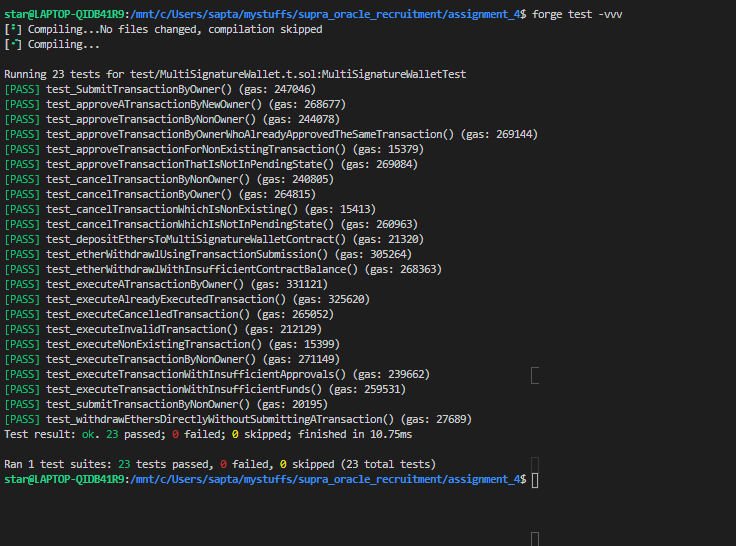 star@LAPTOP-QIDB41R9:/mnt/c/Users/sapta/mystuffs/supra_oracle_recruitment/assignment_4$ forge test -vvv
[⠃] Compiling...No files changed, compilation skipped
[⠊] Compiling...
Running 23 tests for test/MultiSignatureWallet.t.sol:MultiSignatureWalletTest
[PASS] test_SubmitTransactionByOwner() (gas: 247046)
[PASS] test_approveATransactionByNewOwner() (gas: 268677)
[PASS] test_approveTransactionByNonOwner() (gas: 244078)
[PASS] test_approveTransactionByOwnerWhoAlreadyApprovedTheSameTransaction() (gas: 269144)
[PASS] test_approveTransactionForNonExistingTransaction() (gas: 15379)
[PASS] test_approveTransactionThatIsNotInPendingState() (gas: 269084)
[PASS] test_cancelTransactionByNonOwner() (gas: 240805)
[PASS] test_cancelTransactionByOwner() (gas: 264815)
[PASS] test_cancelTransactionWhichIsNonExisting() (gas: 15413)
[PASS] test_cancelTransactionWhichIsNotInPendingState() (gas: 260963)
[PASS] test_depositEthersToMultiSignatureWalletContract() (gas: 21320)
[PASS] test_etherWithdrawlUsingTransactionSubmission() (gas: 305264)
[PASS] test_etherWithdrawlWithInsufficientContractBalance() (gas: 268363)
[PASS] test_executeATransactionByOwner() (gas: 331121)
[PASS] test_executeAlreadyExecutedTransaction() (gas: 325620)
[PASS] test_executeCancelledTransaction() (gas: 265052)
[PASS] test_executeInvalidTransaction() (gas: 212129)
[PASS] test_executeNonExistingTransaction() (gas: 15399)
[PASS] test_executeTransactionByNonOwner() (gas: 271149)
[PASS] test_executeTransactionWithInsufficientApprovals() (gas: 239662)
[PASS] test_executeTransactionWithInsufficientFunds() (gas: 259531)
[PASS] test_submitTransactionByNonOwner() (gas: 20195)
[PASS] test_withdrawEthersDirectlyWithoutSubmittingATransaction() (gas: 27689)
Test result: ok. 23 passed; 0 failed; 0 skipped; finished in 10.75ms
Ran 1 test suites: 23 tests passed, 0 failed, 0 skipped (23 total tests)
star@LAPTOP-QIDB41R9:/mnt/c/Users/sapta/mystuffs/supra_oracle_recruitment/assignment_4$